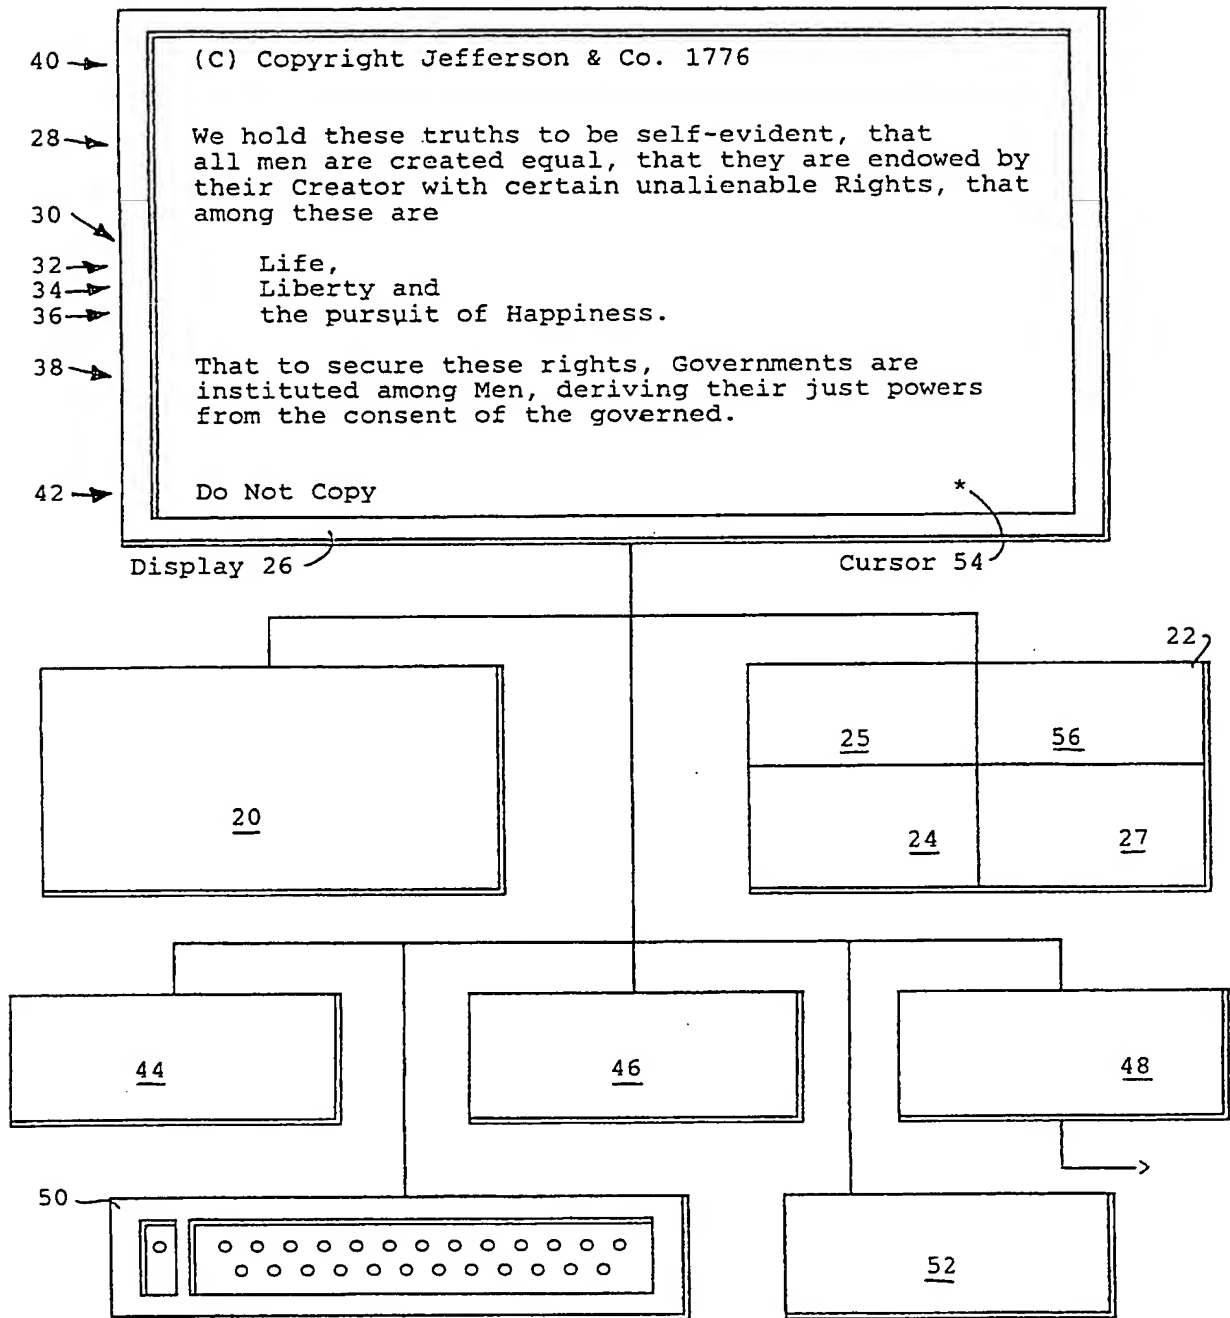 40 (C) Copyright Jefferson & Co. 1776
28 We hold these truths to be self-evident, that
all men are created equal, that they are endowed by
their Creator with certain unalienable Rights, that
30 among these are
32 Life,
34 Liberty and
36 the pursuit of Happiness.
38 That to secure these rights, Governments are
instituted among Men, deriving their just powers
from the consent of the governed.
42 Do Not Copy *
Display 26 Cursor 54
22
25 56
20 24 27
44 46 48
50
52